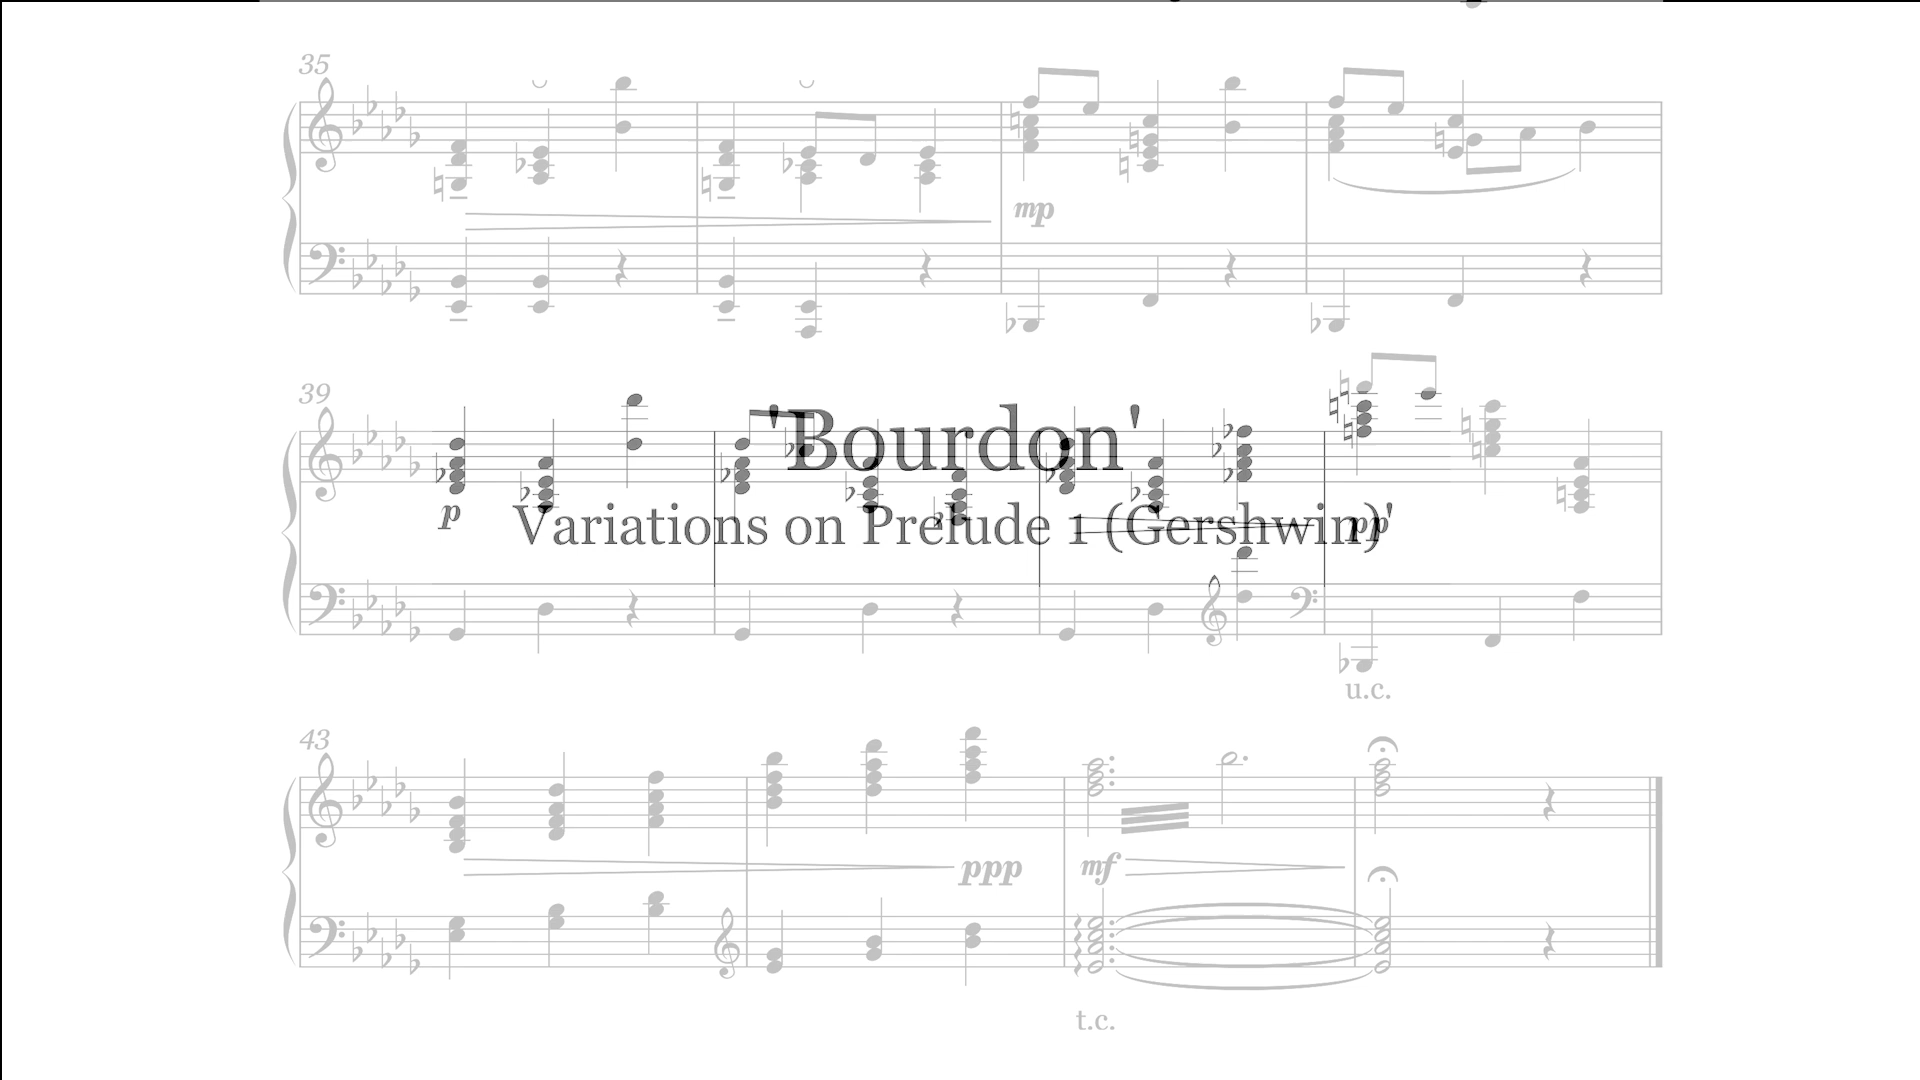 35
mp
39
'Bourdon'
p
Variations on Prelude 1 (Gershwin)'
pp
u.c.
43
ppp
mf
t.c.